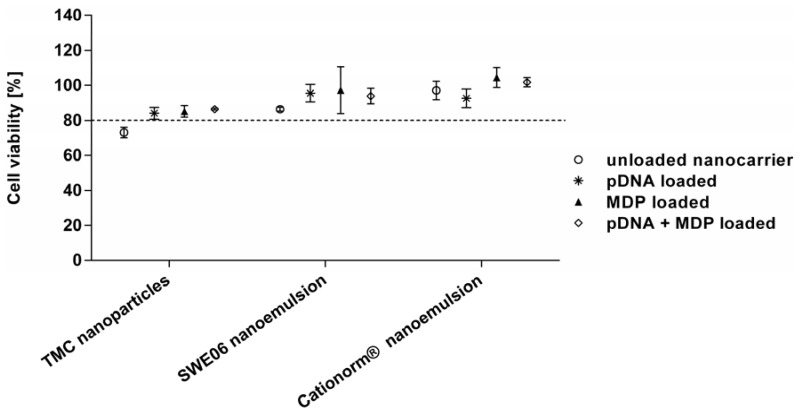 140
120
100
80
60
40
20
0
Cell viability [%]
TMC nanoparticles
SWE06 nanoemulsion
Cationorm® nanoemulsion
unloaded nanocarrier
pDNA loaded
MDP loaded
pDNA + MDP loaded